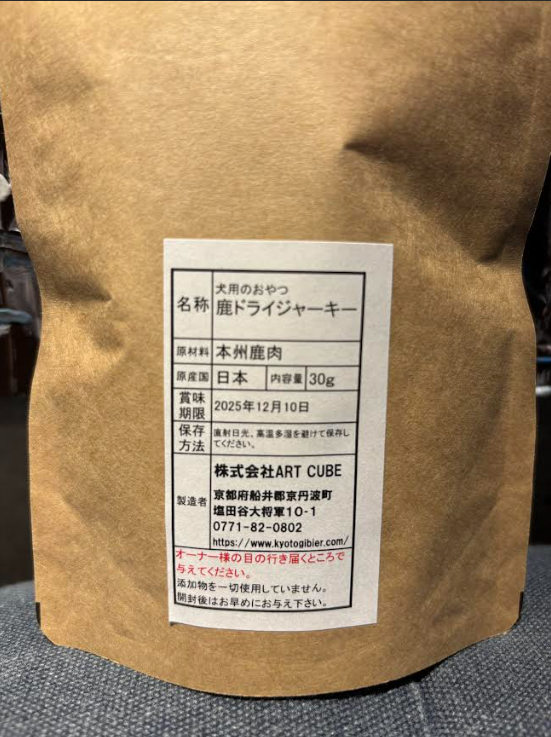 名称
犬用のおやつ
鹿ドライジャーキー
原材料 本州鹿肉
原産国 日本 内容量 30g
賞味
期限
2025年12月10日
保存
方法
直射日光、高温多湿を避けて保存し
てください。
製造者
株式会社ART CUBE
京都府船井郡京丹波町
塩田谷大将軍10-1
0771-82-0802
https://www.kyotogibier.com/
オーナー様の目の行き届くところで
与えてください。
添加物を一切使用していません。
開封後はお早めにお与え下さい。